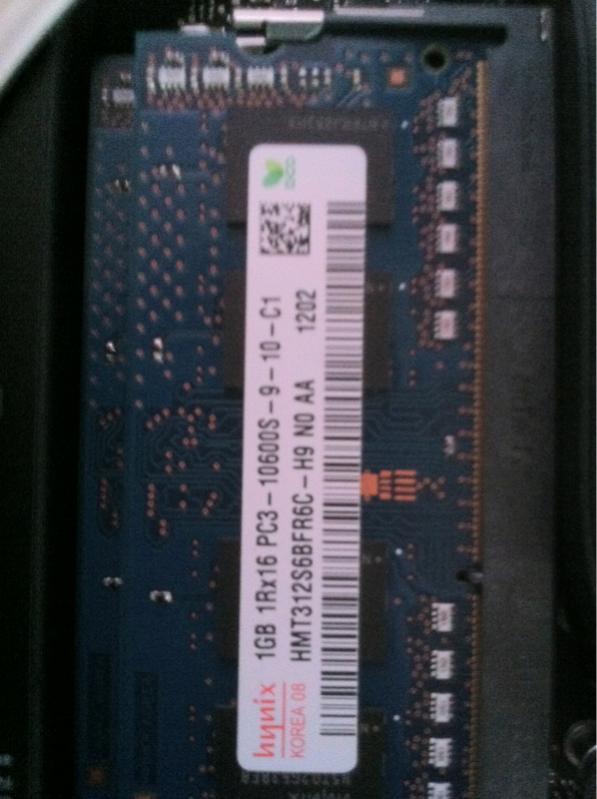 hynix
KOREA 08
1GB 1Rx16 PC3-10600S-9-10-C1
HMT312S6BFR6C-H9 N0 AA 1202